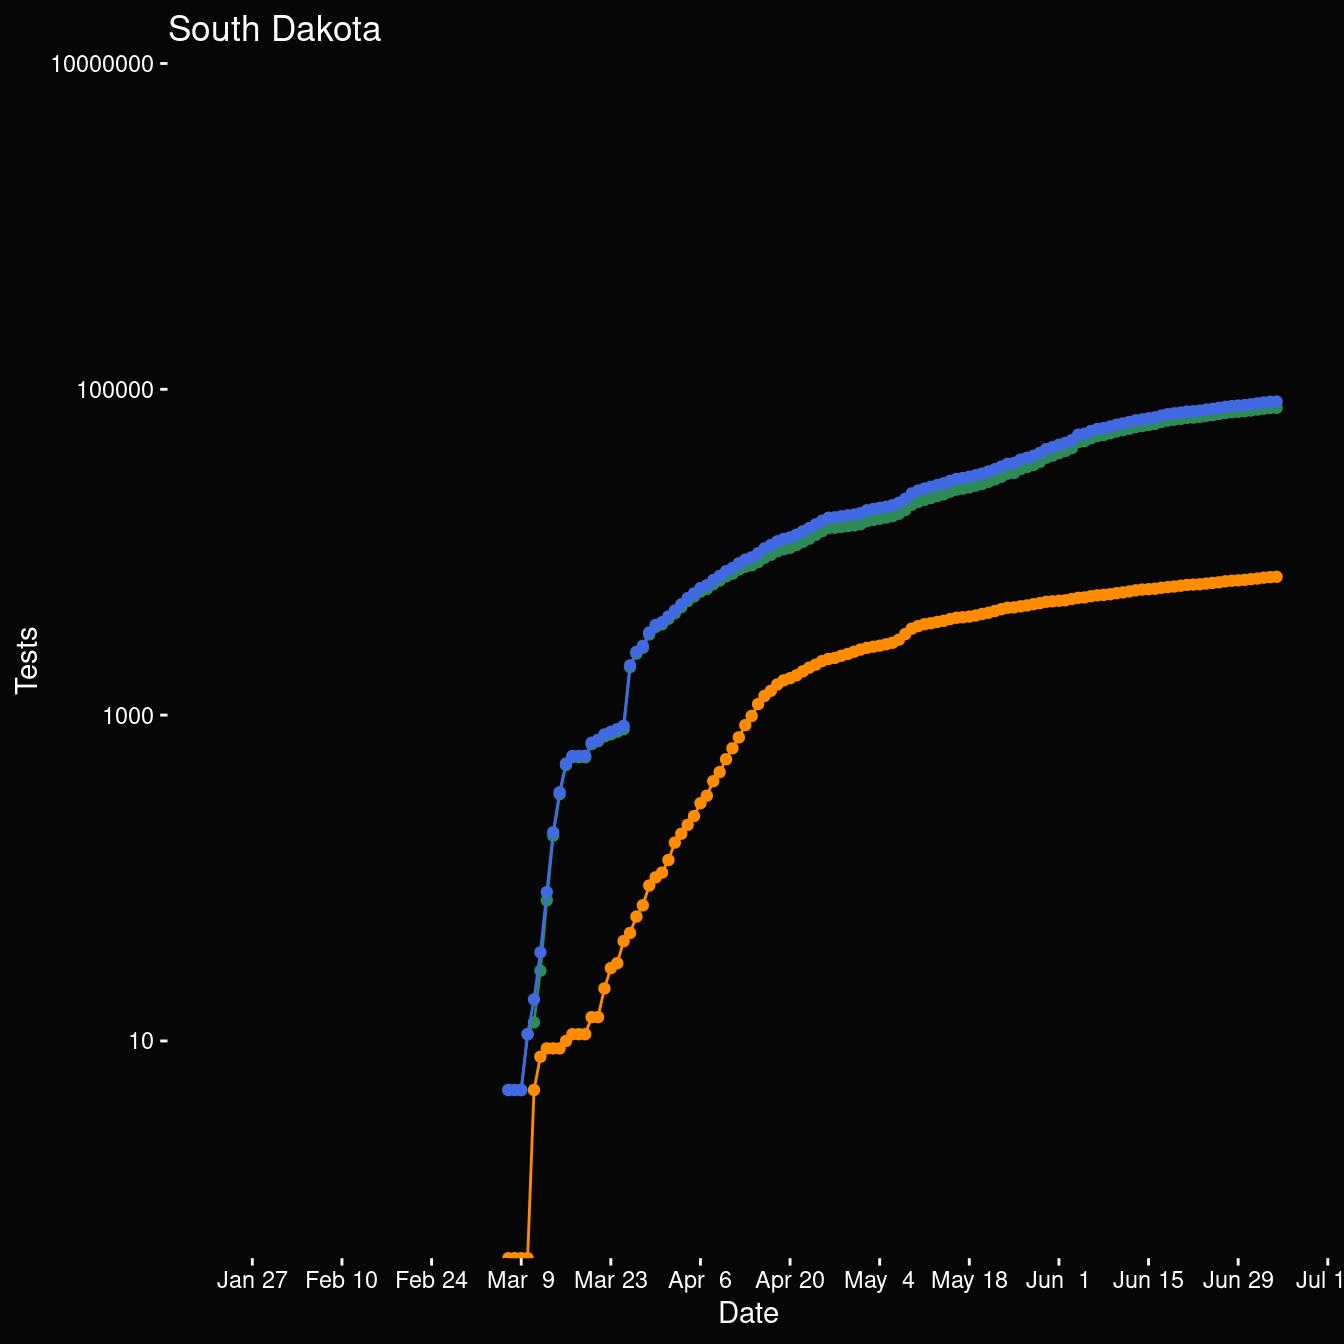 South Dakota
10000000
100000
1000
10
Tests
Jan 27 Feb 10 Feb 24 Mar 9 Mar 23 Apr 6 Apr 20 May 4 May 18 Jun 1 Jun 15 Jun 29 Jul 1
Date